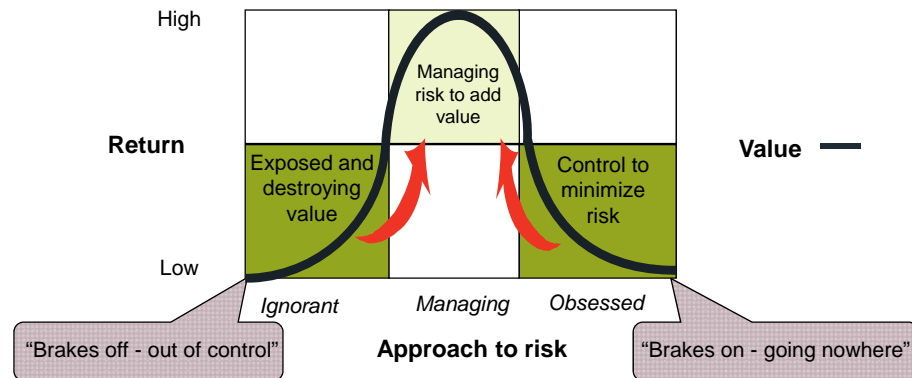 High
Managing
risk to add
value
Return
Value
Exposed and
destroying
value
Control to
minimize
risk
Low
Ignorant
Managing
Obsessed
“Brakes off - out of control”
Approach to risk
“Brakes on - going nowhere”